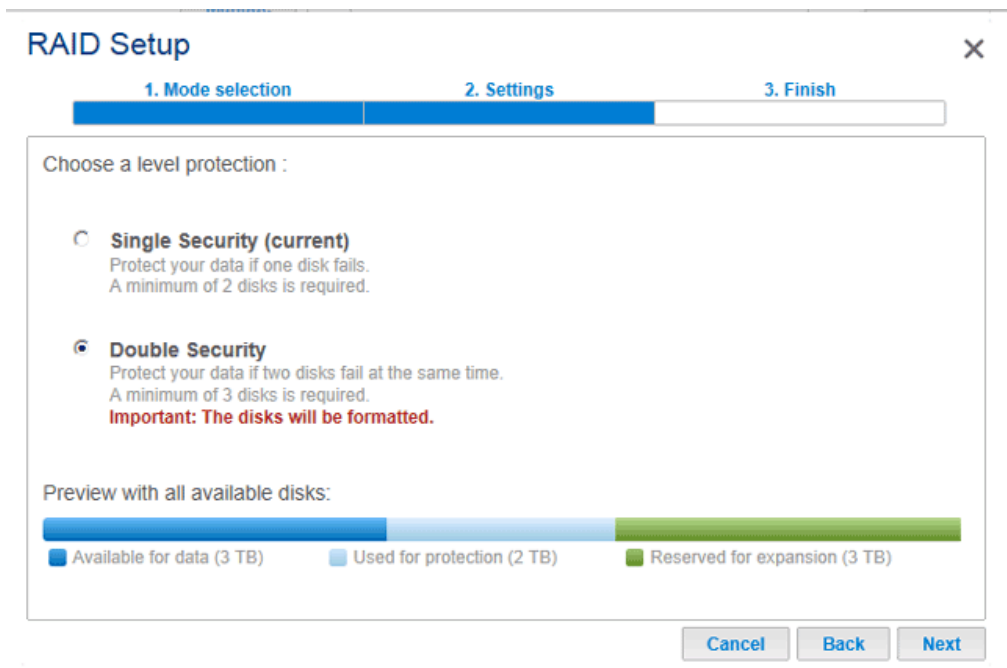 RAID Setup
1. Mode selection
2. Settings
3. Finish
Choose a level protection :
Single Security (current)
Protect your data if one disk fails.
A minimum of 2 disks is required.
Double Security
Protect your data if two disks fail at the same time.
A minimum of 3 disks is required.
Important: The disks will be formatted.
Preview with all available disks:
Available for data (3 TB)
Used for protection (2 TB)
Reserved for expansion (3 TB)
Cancel
Back
Next